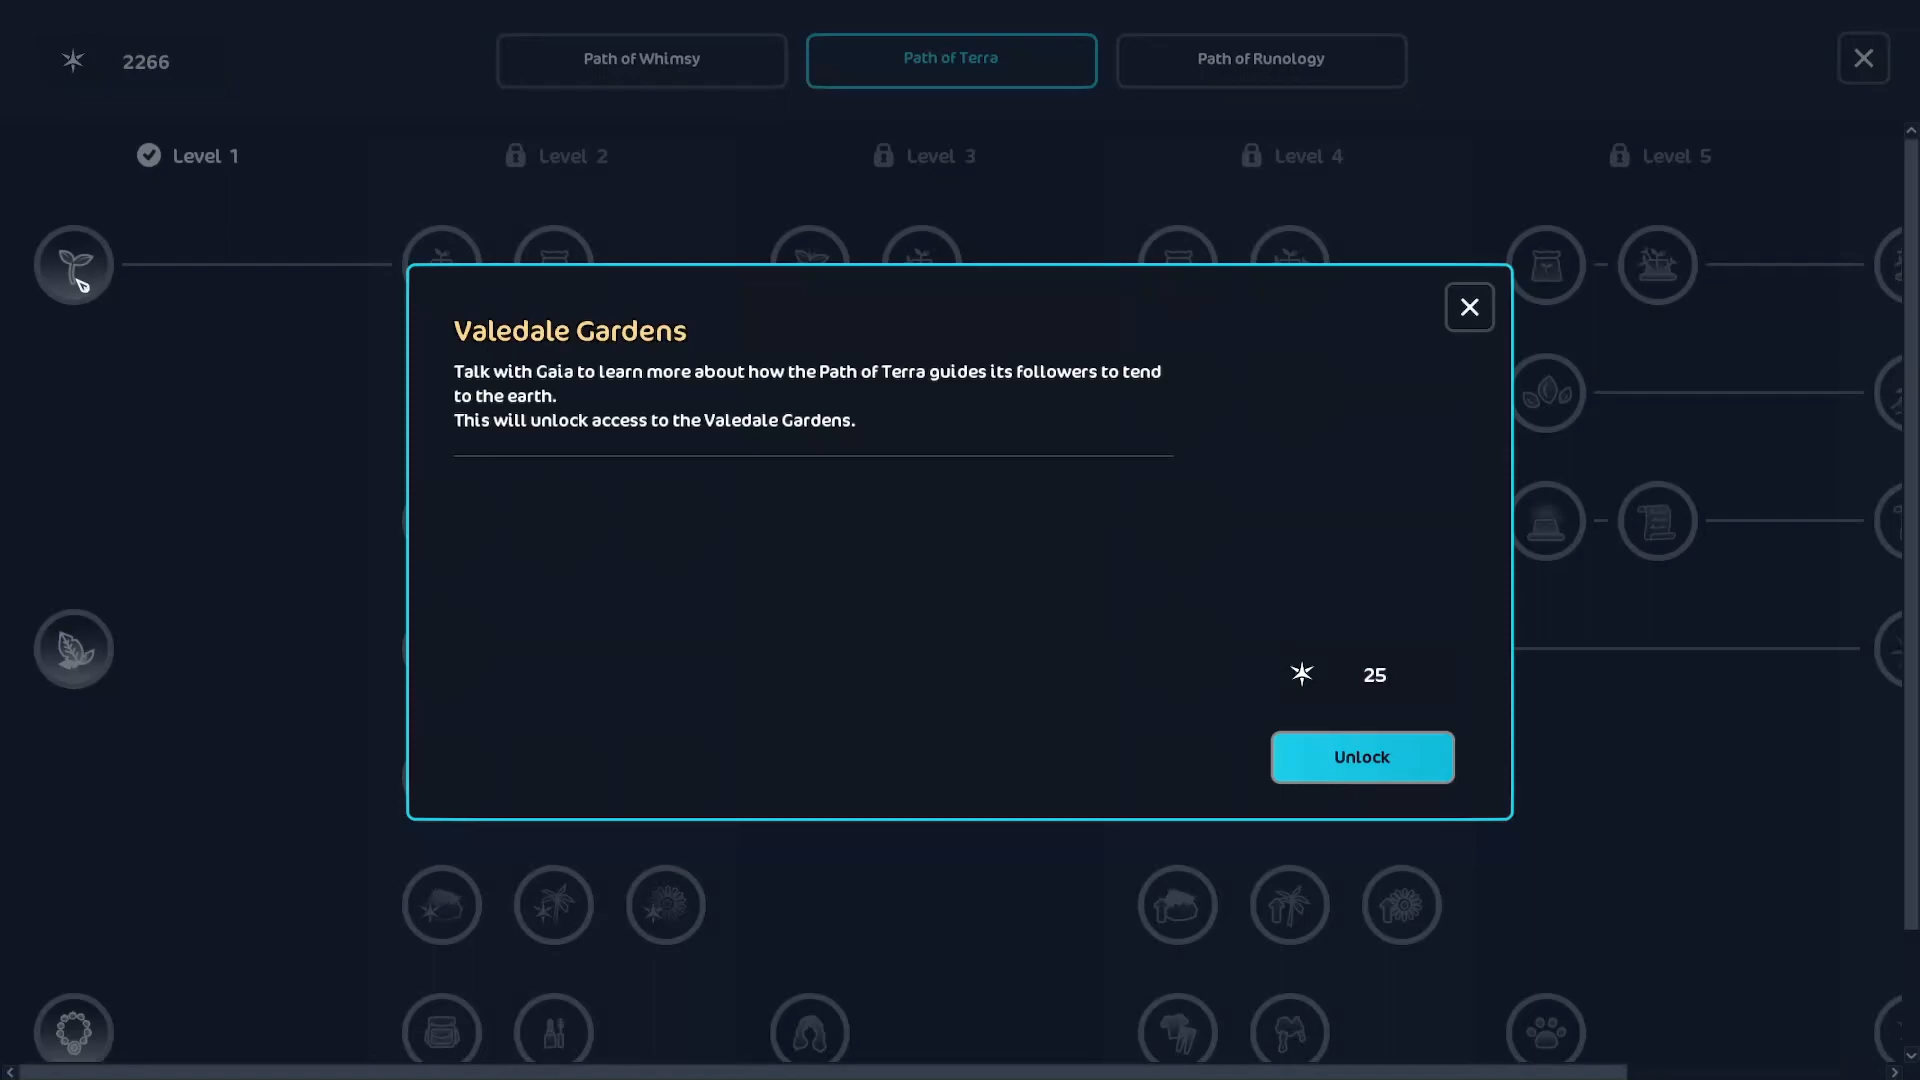 2266
Path of Whimsy
Path of Terra
Path of Runology
Level 1
Level 2
Level 3
Level 4
Level 5
Valedale Gardens
Talk with Gaia to learn more about how the Path of Terra guides its followers to tend
to the earth.
This will unlock access to the Valedale Gardens.
25
Unlock